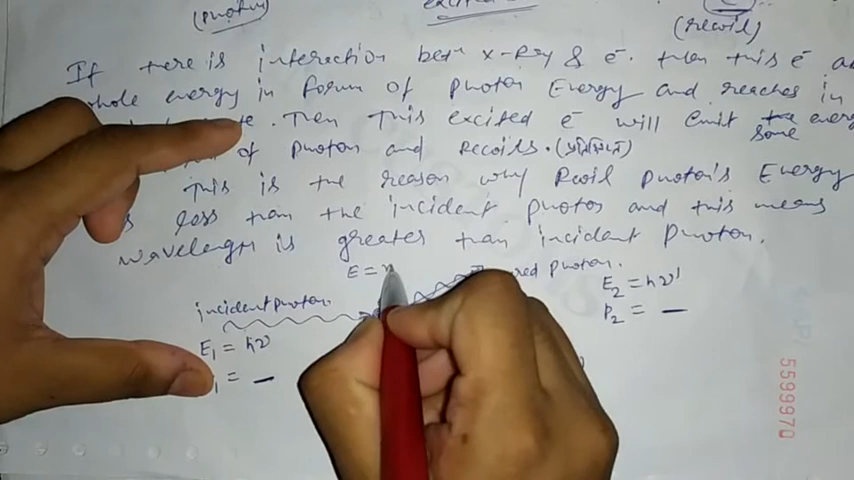 (photon)
excited
e
(recoil)
If there is interaction betⁿ x-Ray & e⁻. then this e⁻
whole energy in form of photon Energy and reaches in
. Then This excited e⁻ will emit some energy
of photon and recoils.
This is the reason why Recoil photon's Energy
less than the incident photon and this means
wavelength is greater than incident photon.
E =
photon.
incident photon.
E₁ = hν
= —
E₂ = hν'
P₂ = —
5599970